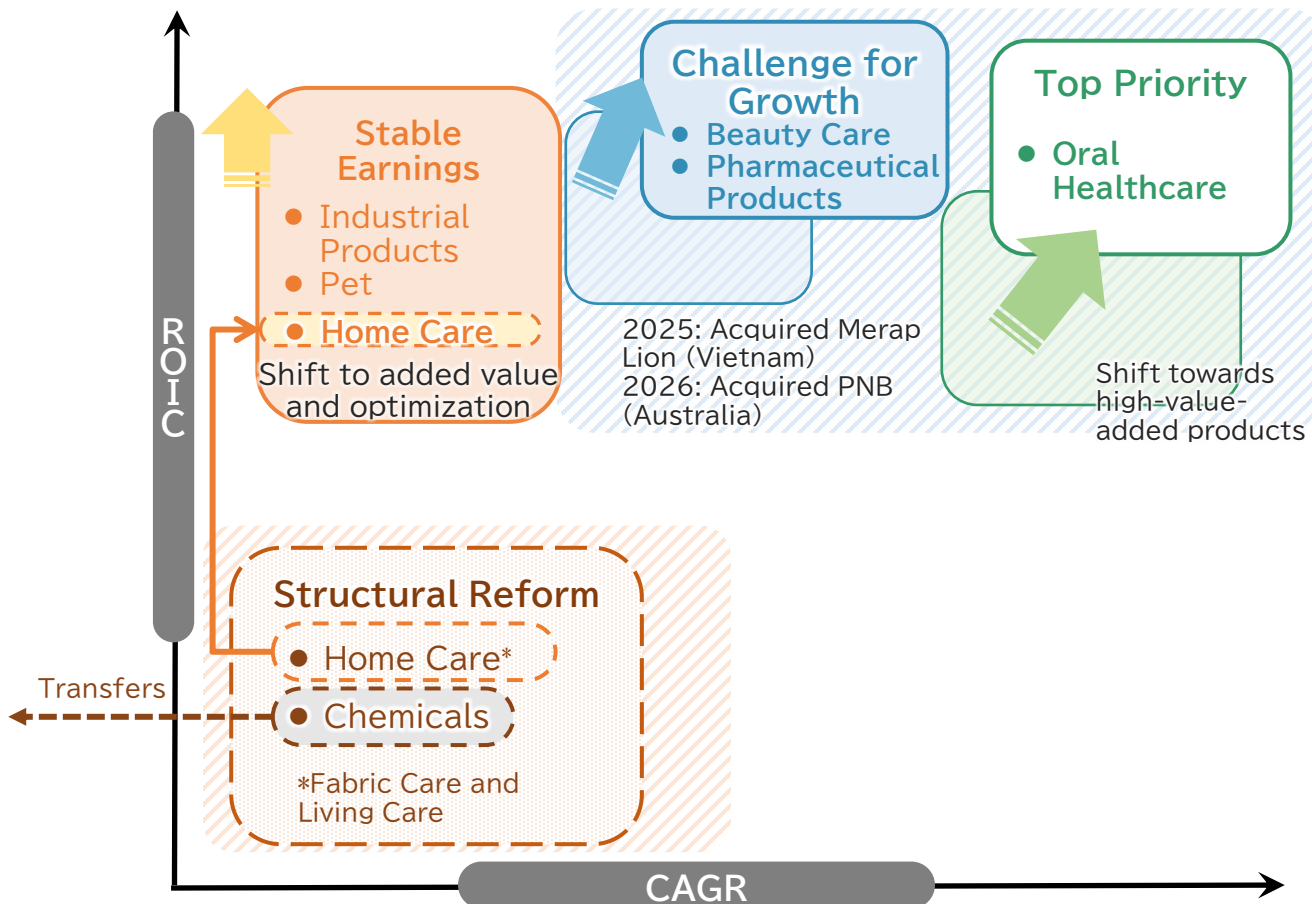 ROIC
Stable
Earnings
● Industrial
Products
● Pet
● Home Care
Shift to added value
and optimization
Challenge for
Growth
● Beauty Care
● Pharmaceutical
Products
2025: Acquired Merap
Lion (Vietnam)
2026: Acquired PNB
(Australia)
Top Priority
● Oral
Healthcare
Shift towards
high-value-
added products
Structural Reform
● Home Care*
Transfers
● Chemicals
*Fabric Care and
Living Care
CAGR